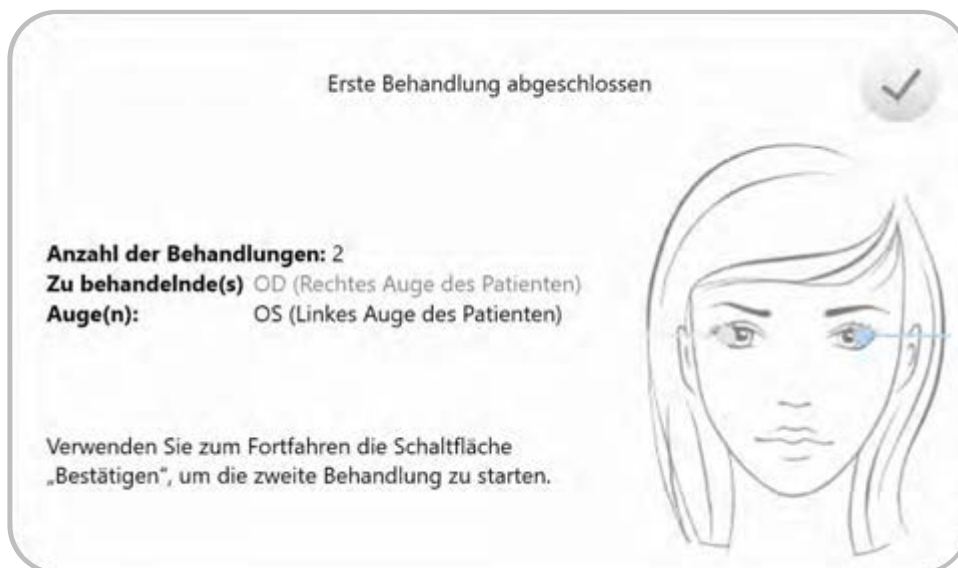 Erste Behandlung abgeschlossen
Anzahl der Behandlungen: 2
Zu behandelnde(s) OD (Rechtes Auge des Patienten)
Auge(n): OS (Linkes Auge des Patienten)
Verwenden Sie zum Fortfahren die Schaltfläche
„Bestätigen“, um die zweite Behandlung zu starten.